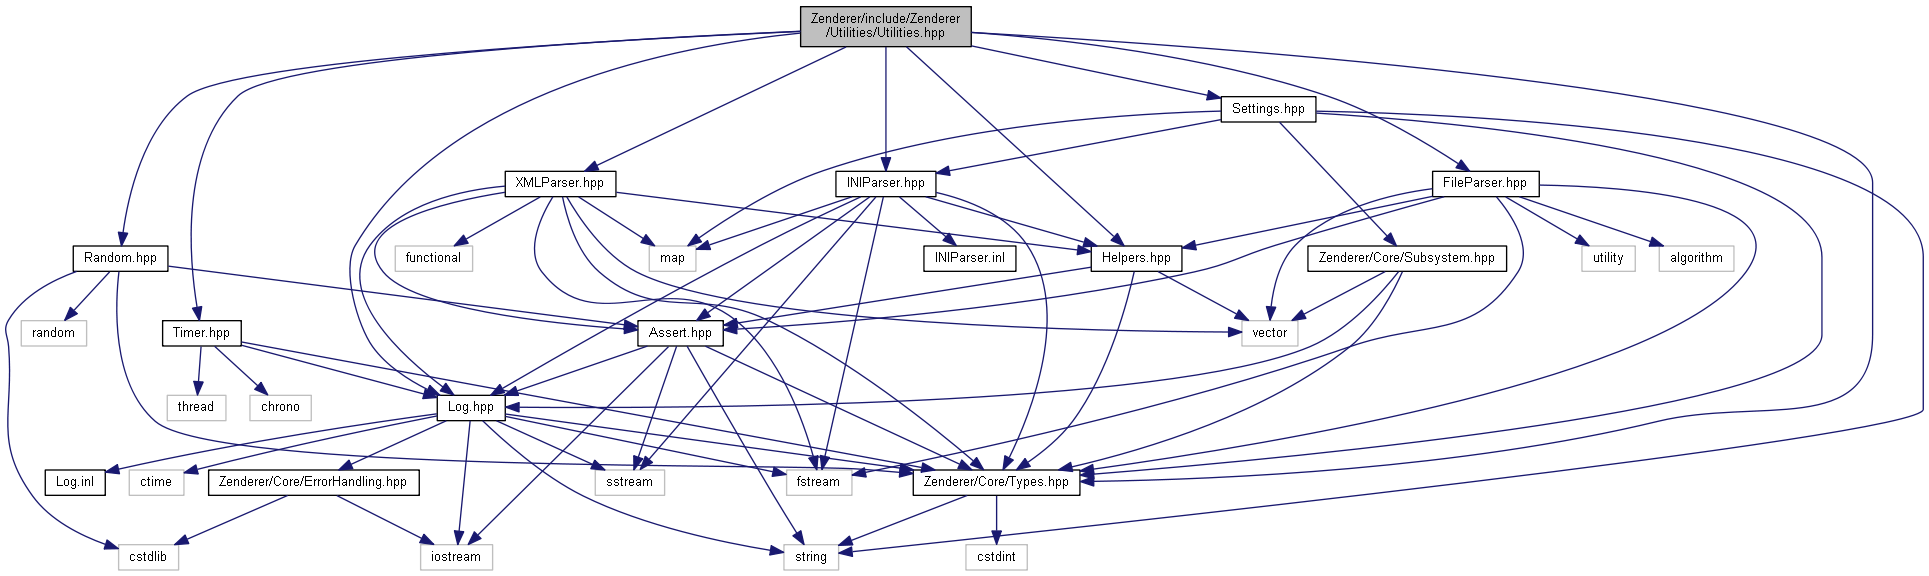 Zenderer/include/Zenderer
/Utilities/Utilities.hpp
Settings.hpp
XMLParser.hpp
INIParser.hpp
FileParser.hpp
Random.hpp
functional
map
INIParser.inl
Helpers.hpp
Zenderer/Core/Subsystem.hpp
utility
algorithm
random
Timer.hpp
Assert.hpp
vector
thread
chrono
Log.hpp
Log.inl
ctime
Zenderer/Core/ErrorHandling.hpp
sstream
fstream
Zenderer/Core/Types.hpp
cstdlib
iostream
string
cstdint